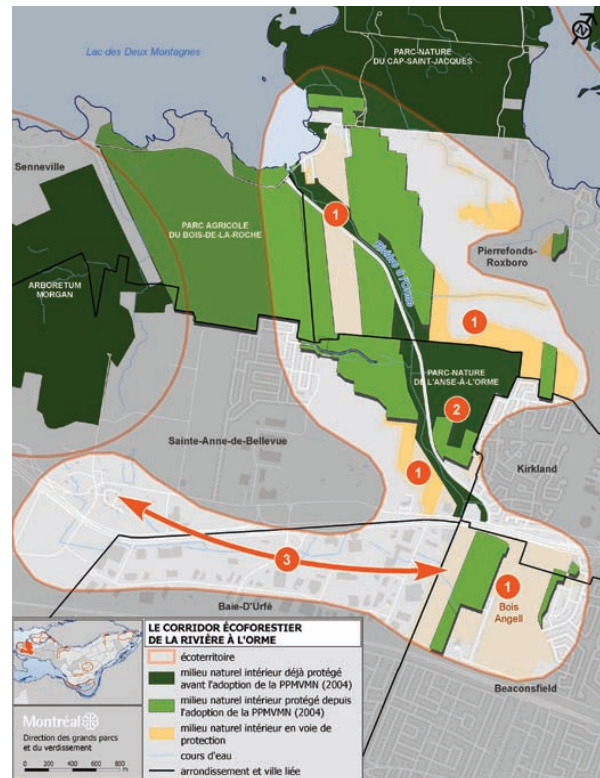 Lac des Deux Montagnes
PARC-NATURE
DU CAP-SAINT-JACQUES
N
Senneville
1
PARC AGRICOLE
DU BOIS-DE-LA-ROCHE
Rivière à l'Orme
Pierrefonds-
Roxboro
ARBORETUM
MORGAN
1
PARC-NATURE
DE L'ANSE-À-L'ORME
2
Sainte-Anne-de-Bellevue
1
Kirkland
3
1
Bois
Angell
Baie-D'Urfé
Beaconsfield
LE CORRIDOR ÉCOFORESTIER
DE LA RIVIÈRE À L'ORME
écoterritoire
milieu naturel intérieur déjà protégé
avant l'adoption de la PPMVMN (2004)
milieu naturel intérieur protégé depuis
l'adoption de la PPMVMN (2004)
milieu naturel intérieur en voie de
protection
cours d'eau
arrondissement et ville liée
Montréal
Direction des grands parcs
et du verdissement
0 200 400 600 800